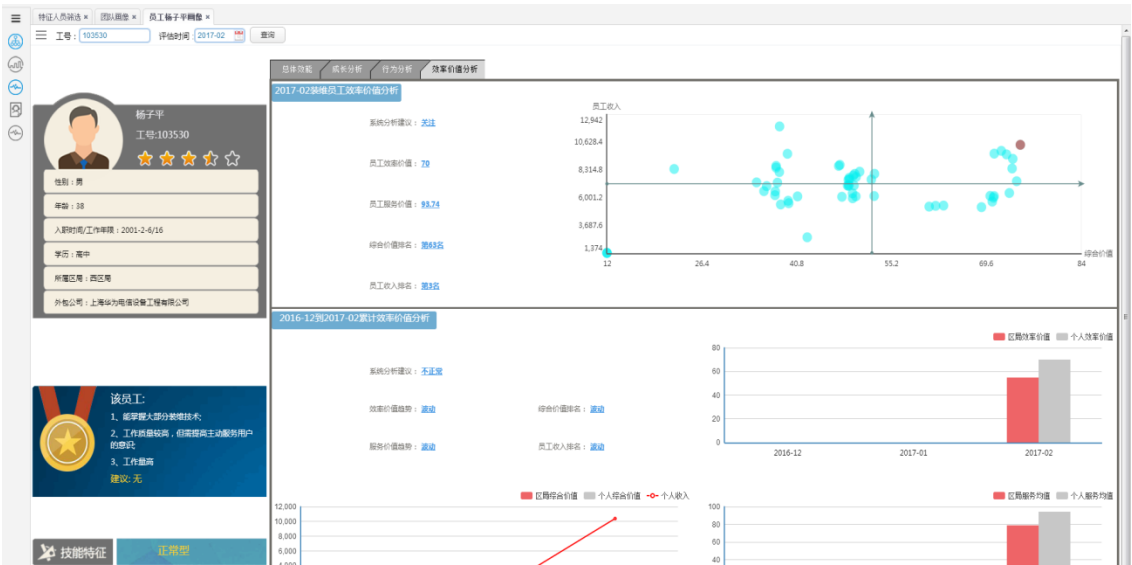 特征人员筛选 × 团队画像 × 员工杨子平画像 ×
工号: 103530 评估时间: 2017-02 查询
总体效能 成长分析 行为分析 效率价值分析
杨子平
工号:103530
性别：男
年龄：38
入职时间/工作年限：2001-2-6/16
学历：高中
所属区局：西区局
外包公司：上海华为电信设备工程有限公司
该员工:
1、能掌握大部分装维技术;
2、工作质量较高，但需提高主动服务用户
的意识;
3、工作量高
建议: 无
技能特征 正常型
2017-02装维员工效率价值分析
系统分析建议： 关注
员工效率价值： 70
员工服务价值： 93.74
综合价值排名： 第63名
员工收入排名： 第3名
员工收入
12,942
10,628.4
8,314.8
6,001.2
3,687.6
1,374
12 26.4 40.8 55.2 69.6 84
综合价值
2016-12到2017-02累计效率价值分析
系统分析建议： 不正常
效率价值趋势： 波动 综合价值排名： 波动
服务价值趋势： 波动 员工收入排名： 波动
区局效率价值 个人效率价值
80
60
40
20
0
2016-12 2017-01 2017-02
区局综合价值 个人综合价值 个人收入
12,000
10,000
8,000
6,000
4,000
区局服务均值 个人服务均值
100
80
60
40